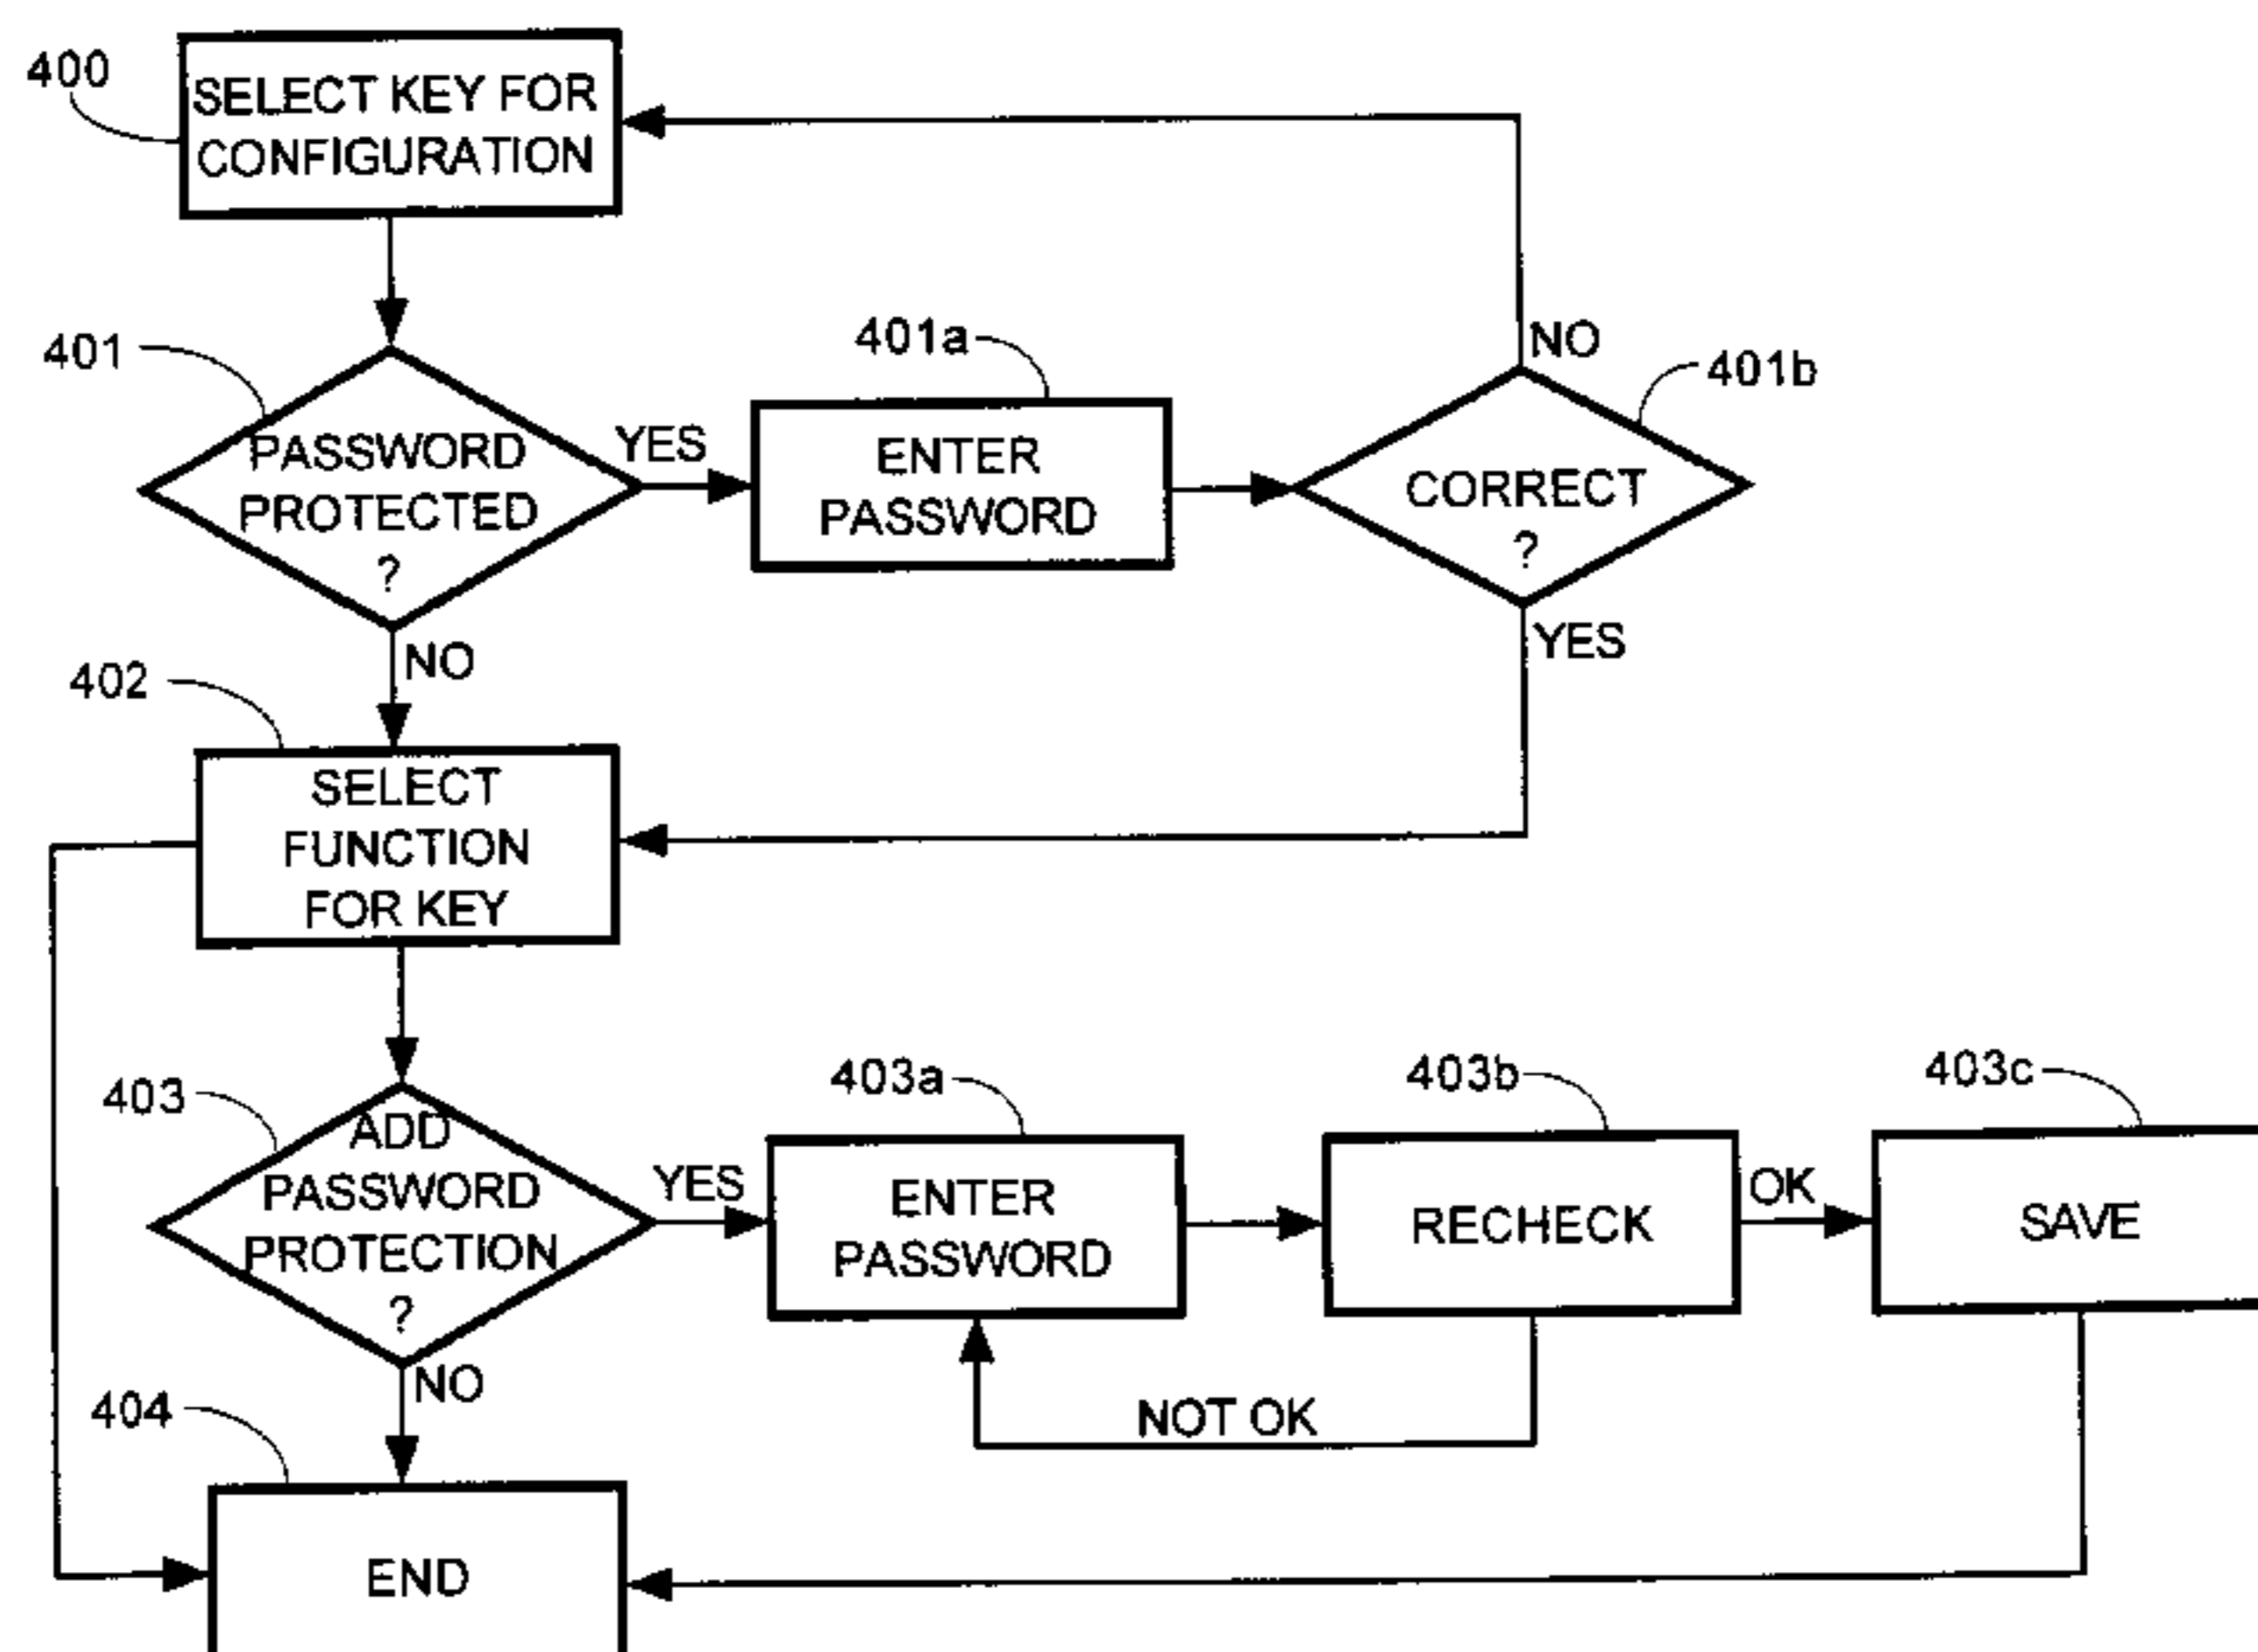 400
SELECT KEY FOR
CONFIGURATION
401
PASSWORD
PROTECTED
?
YES
401a
ENTER
PASSWORD
NO
401b
CORRECT
?
YES
NO
402
SELECT
FUNCTION
FOR KEY
403
ADD
PASSWORD
PROTECTION
?
YES
403a
ENTER
PASSWORD
403b
RECHECK
OK
403c
SAVE
NOT OK
NO
404
END